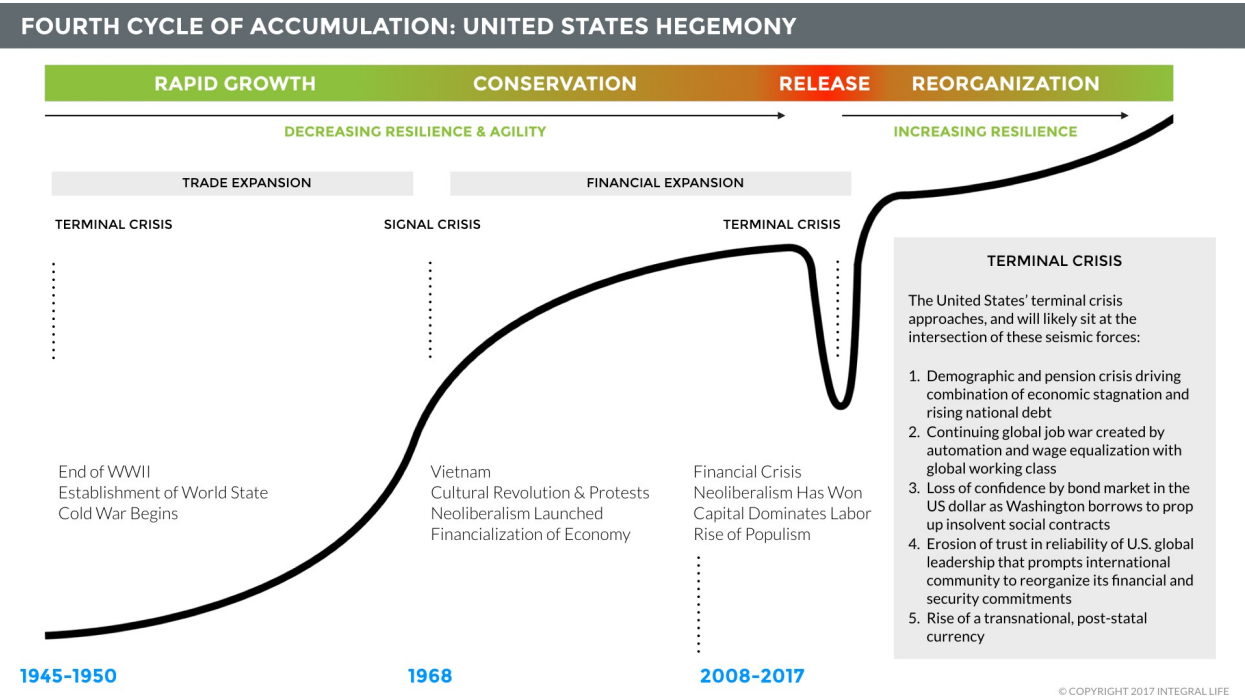 FOURTH CYCLE OF ACCUMULATION: UNITED STATES HEGEMONY
RAPID GROWTH
CONSERVATION
RELEASE
REORGANIZATION
DECREASING RESILIENCE & AGILITY
INCREASING RESILIENCE
TRADE EXPANSION
FINANCIAL EXPANSION
TERMINAL CRISIS
SIGNAL CRISIS
TERMINAL CRISIS
End of WWII
Establishment of World State
Cold War Begins
Vietnam
Cultural Revolution & Protests
Neoliberalism Launched
Financialization of Economy
Financial Crisis
Neoliberalism Has Won
Capital Dominates Labor
Rise of Populism
TERMINAL CRISIS
The United States’ terminal crisis
approaches, and will likely sit at the
intersection of these seismic forces:
1. Demographic and pension crisis driving
combination of economic stagnation and
rising national debt
2. Continuing global job war created by
automation and wage equalization with
global working class
3. Loss of confidence by bond market in the
US dollar as Washington borrows to prop
up insolvent social contracts
4. Erosion of trust in reliability of U.S. global
leadership that prompts international
community to reorganize its financial and
security commitments
5. Rise of a transnational, post-statal
currency
1945-1950
1968
2008-2017
© COPYRIGHT 2017 INTEGRAL LIFE